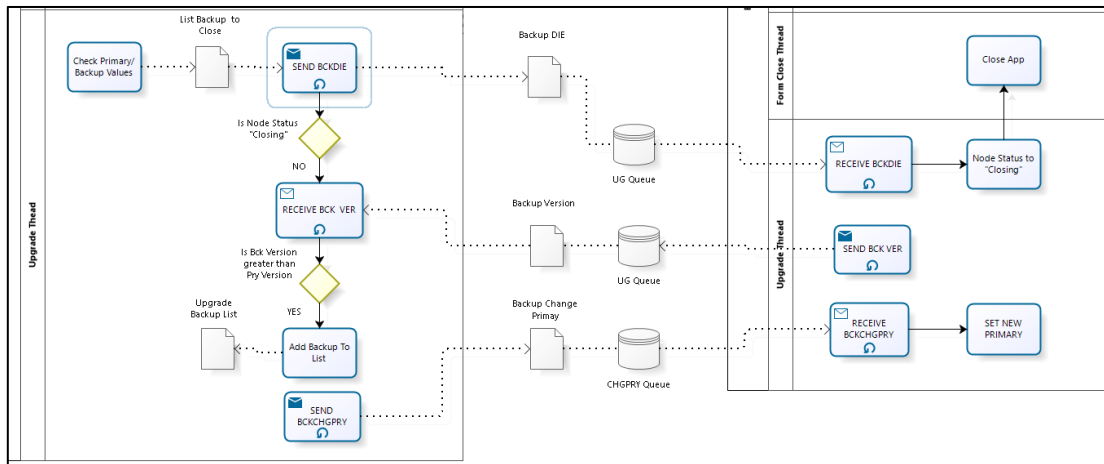 Upgrade Thead
Check Primary/
Backup Values
List Backup to
Close
SEND BCKDIE
Is Node Status
"Closing"
NO
RECEIVE BCK VER
Is Bck Version
greater than
Pry Version
YES
Upgrade
Backup List
Add Backup To
List
SEND
BCKCHGPRY
Backup DIE
UG Queue
Backup Version
UG Queue
Backup Change
Primay
CHGPRY Queue
Form Close Thread
Close App
Upgrade Thread
RECEIVE BCKDIE
Node Status to
"Closing"
SEND BCK VER
RECEIVE
BCKCHGPRY
SET NEW
PRIMARY